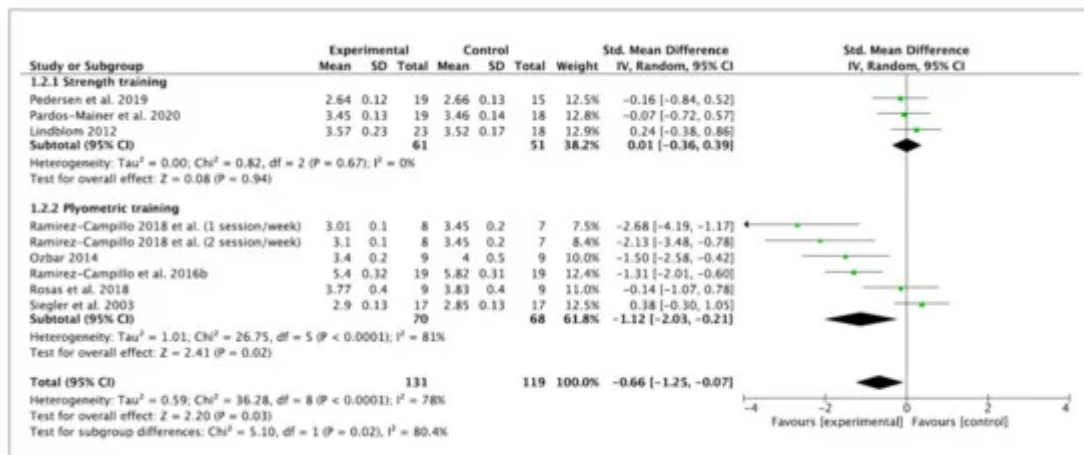 Experimental Control Std. Mean Difference Std. Mean Difference
Study or Subgroup Mean SD Total Mean SD Total Weight IV, Random, 95% CI IV, Random, 95% CI
1.2.1 Strength training
Pedersen et al. 2019 2.64 0.12 19 2.66 0.13 15 12.5% −0.16 [−0.84, 0.52]
Pardos-Mainer et al. 2020 3.45 0.13 19 3.46 0.14 18 12.8% −0.07 [−0.72, 0.57]
Lindblom 2012 3.57 0.23 23 3.52 0.17 18 12.9% 0.24 [−0.38, 0.86]
Subtotal (95% CI) 61 51 38.2% 0.01 [−0.36, 0.39]
Heterogeneity: Tau² = 0.00; Chi² = 0.82, df = 2 (P = 0.67); I² = 0%
Test for overall effect: Z = 0.08 (P = 0.94)
1.2.2 Plyometric training
Ramirez-Campillo 2018 et al. (1 session/week) 3.01 0.1 8 3.45 0.2 7 7.5% −2.68 [−4.19, −1.17]
Ramirez-Campillo 2018 et al. (2 session/week) 3.1 0.1 8 3.45 0.2 7 8.4% −2.13 [−3.48, −0.78]
Ozbar 2014 3.4 0.2 9 4 0.5 9 10.0% −1.50 [−2.58, −0.42]
Ramirez-Campillo et al. 2016b 5.4 0.32 19 5.82 0.31 19 12.4% −1.31 [−2.01, −0.60]
Rosas et al. 2018 3.77 0.4 9 3.83 0.4 9 11.0% −0.14 [−1.07, 0.78]
Siegler et al. 2003 2.9 0.13 17 2.85 0.13 17 12.5% 0.38 [−0.30, 1.05]
Subtotal (95% CI) 70 68 61.8% −1.12 [−2.03, −0.21]
Heterogeneity: Tau² = 1.01; Chi² = 26.75, df = 5 (P < 0.0001); I² = 81%
Test for overall effect: Z = 2.41 (P = 0.02)
Total (95% CI) 131 119 100.0% −0.66 [−1.25, −0.07]
Heterogeneity: Tau² = 0.59; Chi² = 36.28, df = 8 (P < 0.0001); I² = 78%
Test for overall effect: Z = 2.20 (P = 0.03)
Test for subgroup differences: Chi² = 5.10, df = 1 (P = 0.02), I² = 80.4%
−4 −2 0 2 4
Favours [experimental] Favours [control]